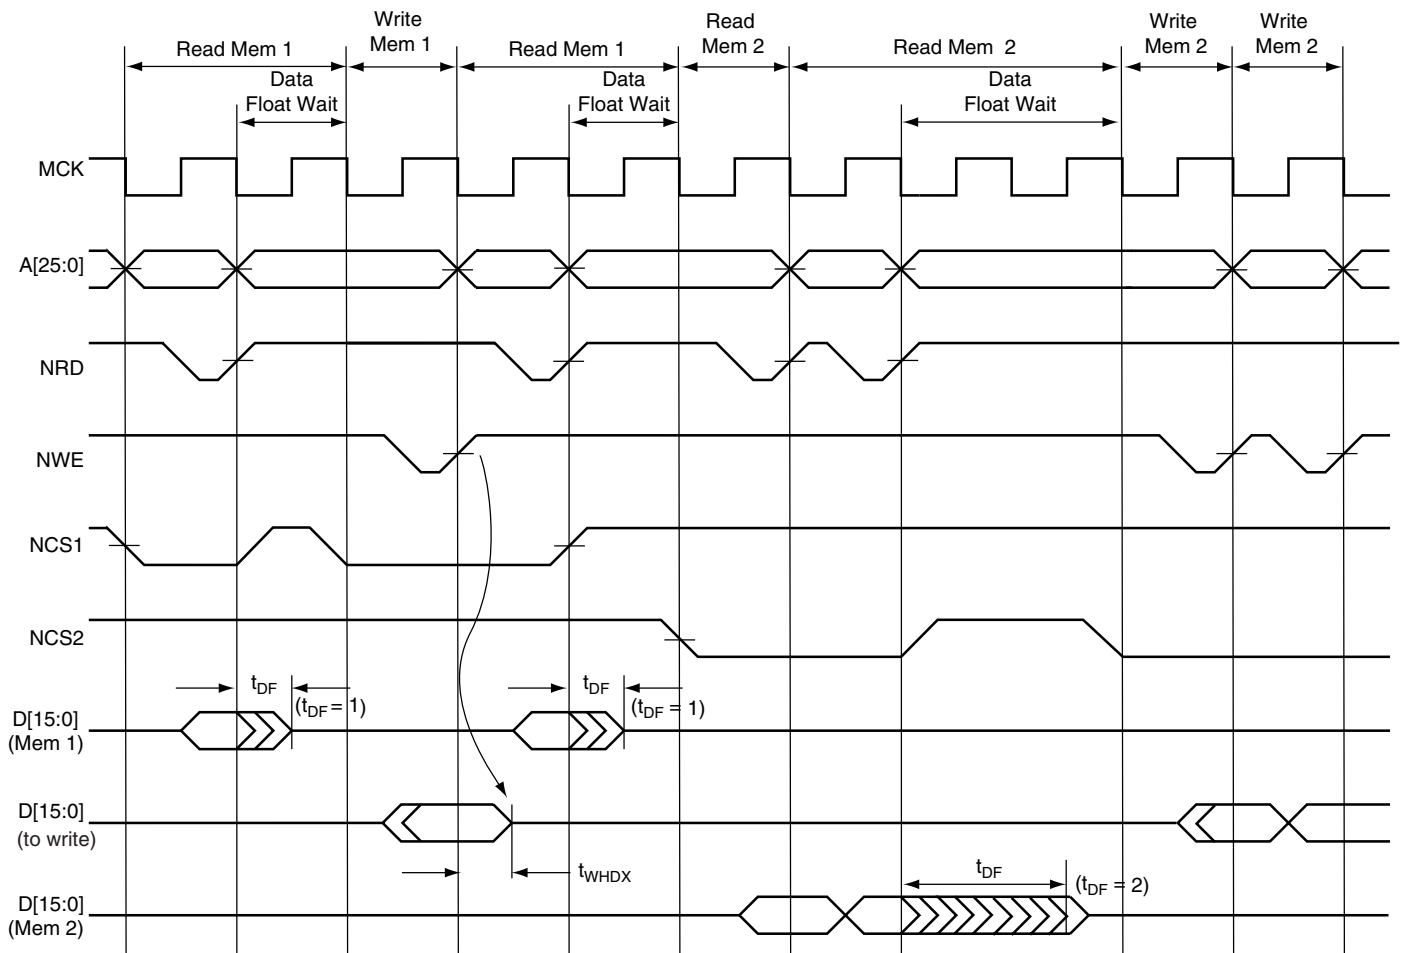 Read Mem 1
Write
Mem 1
Read Mem 1
Read
Mem 2
Read Mem 2
Write
Mem 2
Write
Mem 2
Data
Float Wait
Data
Float Wait
Data
Float Wait
MCK
A[25:0]
NRD
NWE
NCS1
NCS2
tDF
(tDF = 1)
tDF
(tDF = 1)
D[15:0]
(Mem 1)
D[15:0]
(to write)
tWHDX
tDF
(tDF = 2)
D[15:0]
(Mem 2)